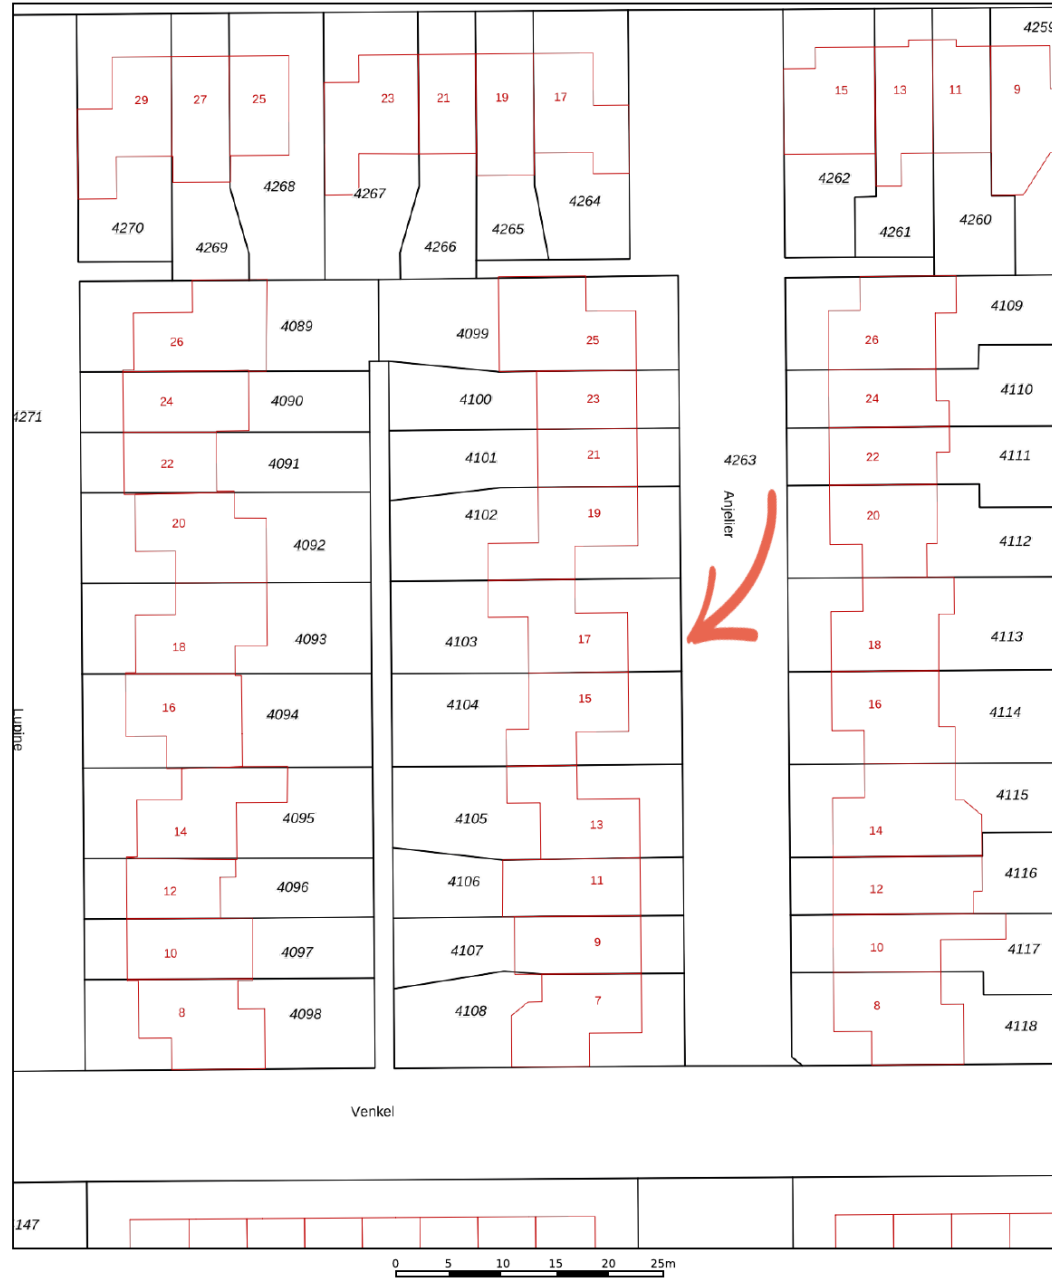 4259
29 27 25 23 21 19 17 15 13 11 9
4268 4267 4264 4262
4270 4269 4266 4265 4261 4260
4089 4099 25 26 4109
26
24 4090 4100 23 24 4110
4271
22 4091 4101 21 4263 22 4111
20 4102 19 Anjelier 20
4092 4112
18 4093 4103 17 18 4113
16 4094 4104 15 16 4114
Lupine
14 4095 4105 13 14 4115
12 4096 4106 11 12 4116
10 4097 4107 9 10 4117
8 4098 4108 7 8 4118
Venkel
147
0 5 10 15 20 25m